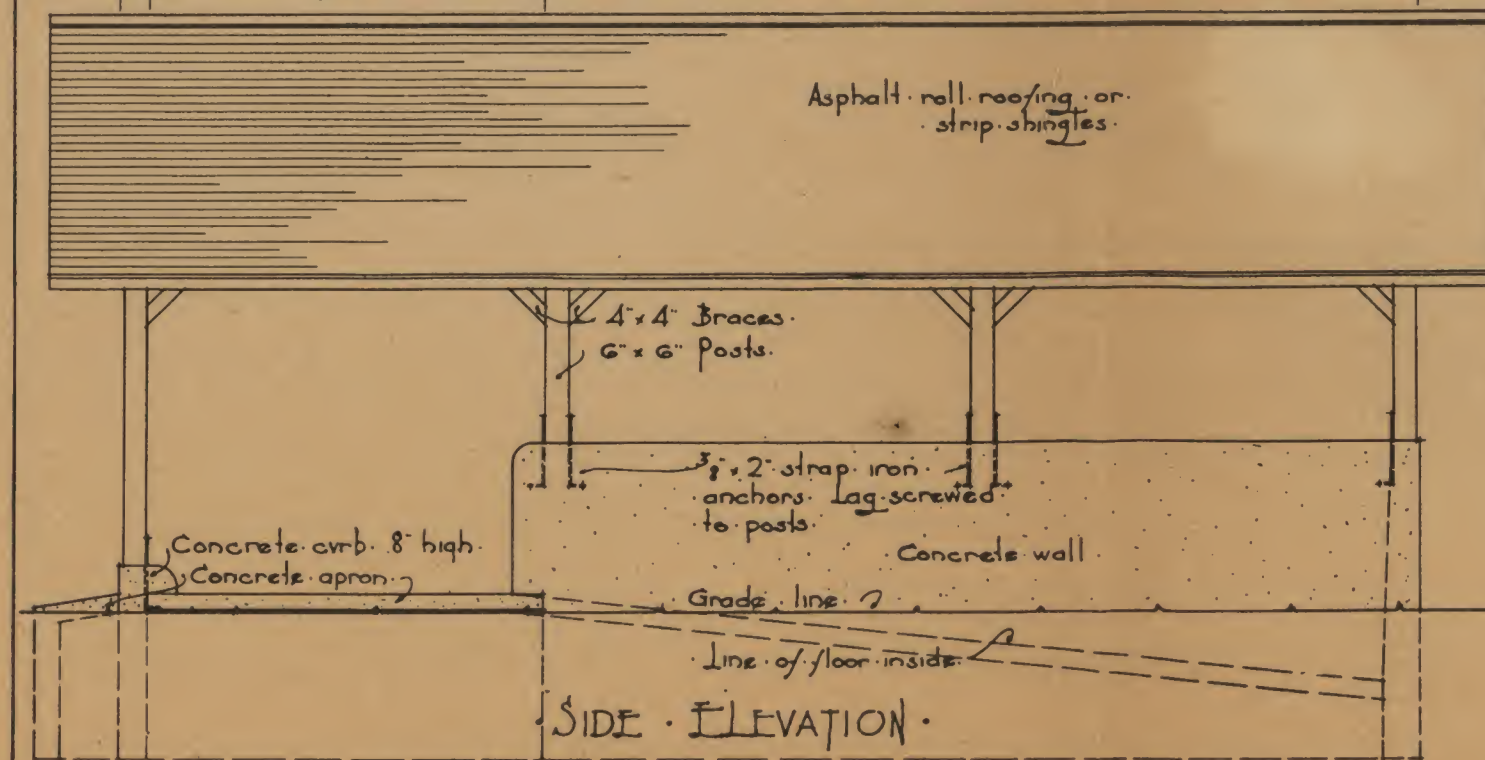 Asphalt · roll · roofing · or ·
· strip · shingles ·
4" x 4" Braces ·
6" x 6" Posts ·
3/8" x 2" strap · iron ·
anchors · Lag · screwed ·
· to · posts ·
Concrete · curb · 8" high ·
Concrete · apron ·
· Concrete · wall ·
Grade · line ·
· Line · of · floor · inside ·
· SIDE · ELEVATION ·